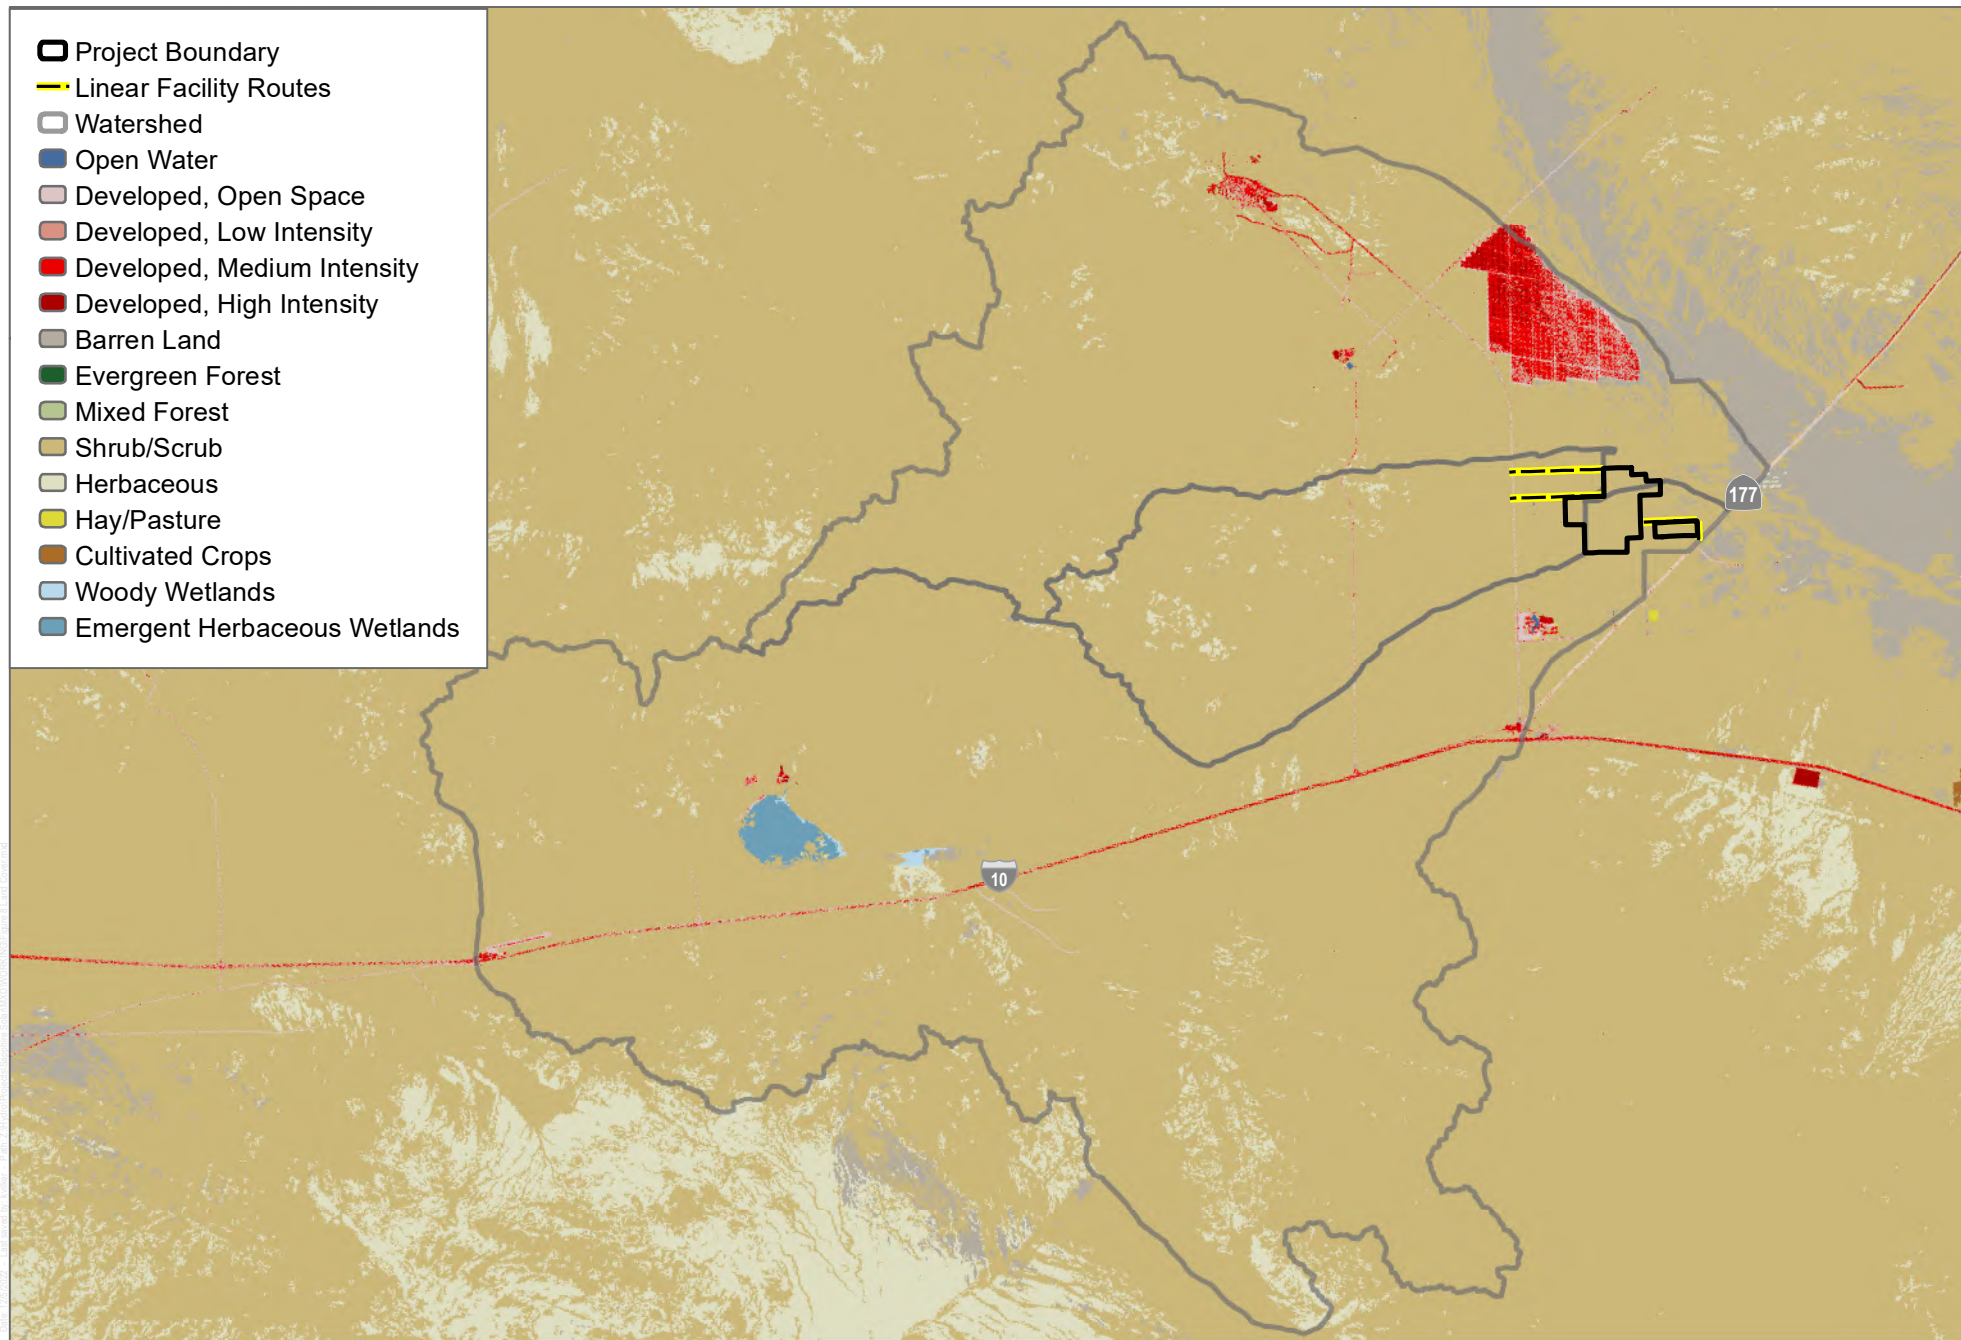 Project Boundary
Linear Facility Routes
Watershed
Open Water
Developed, Open Space
Developed, Low Intensity
Developed, Medium Intensity
Developed, High Intensity
Barren Land
Evergreen Forest
Mixed Forest
Shrub/Scrub
Herbaceous
Hay/Pasture
Cultivated Crops
Woody Wetlands
Emergent Herbaceous Wetlands
177
10